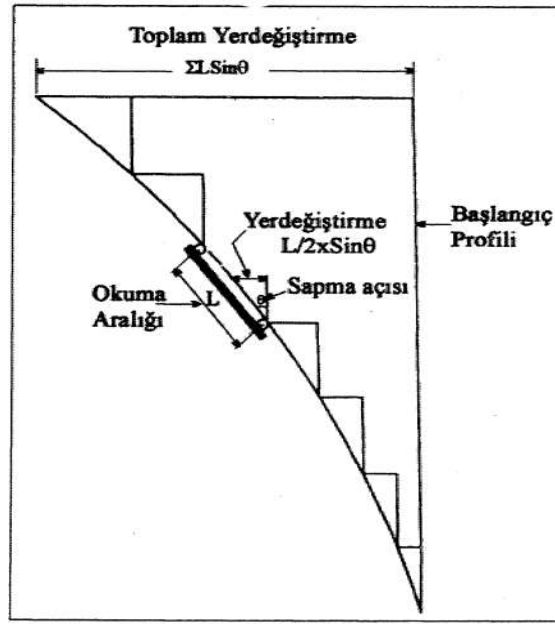 Toplam Yerdeğiştirme
ΣLSinθ
Yerdeğiştirme
L/2xSinθ
Başlangıç
Profili
θ
Sapma açısı
Okuma
Aralığı
L